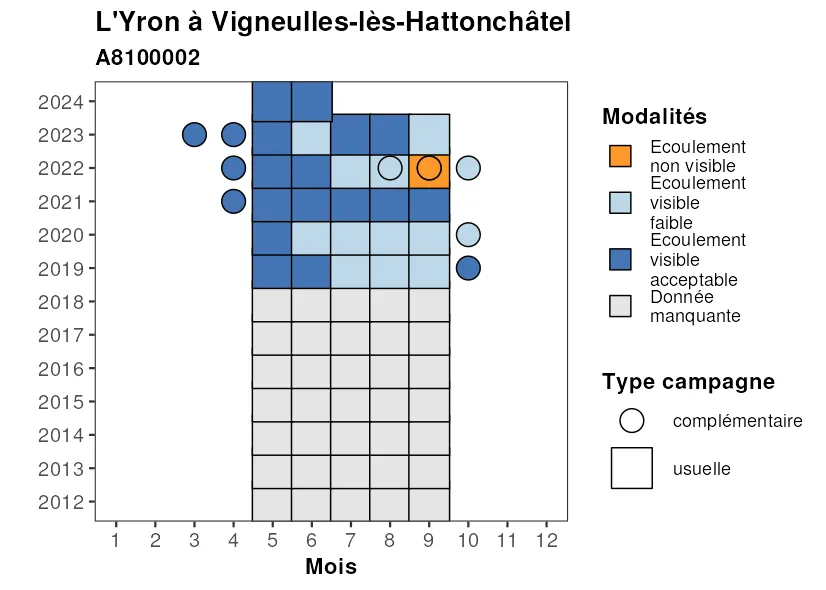 L'Yron à Vigneulles-lès-Hattonchâtel
A8100002
2024
2023
2022
2021
2020
2019
2018
2017
2016
2015
2014
2013
2012
1 2 3 4 5 6 7 8 9 10 11 12
Mois
Modalités
Ecoulement
non visible
Ecoulement
visible
faible
Ecoulement
visible
acceptable
Donnée
manquante
Type campagne
complémentaire
usuelle